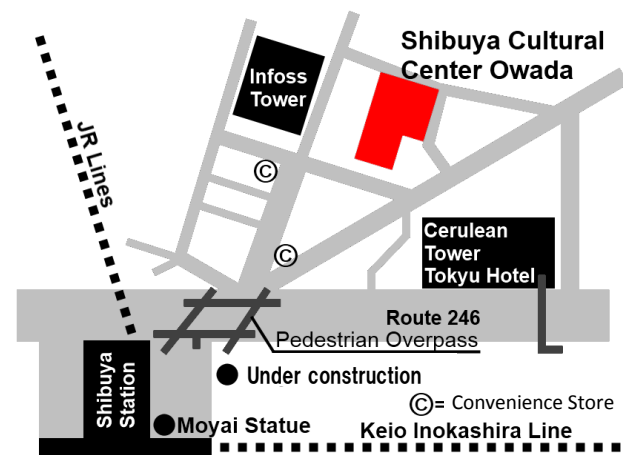 Shibuya Cultural
Center Owada
Infoss
Tower
JR Lines
©
©
Cerulean
Tower
Tokyu Hotel
Route 246
Pedestrian Overpass
Shibuya
Station
Under construction
©= Convenience Store
Moyai Statue
Keio Inokashira Line